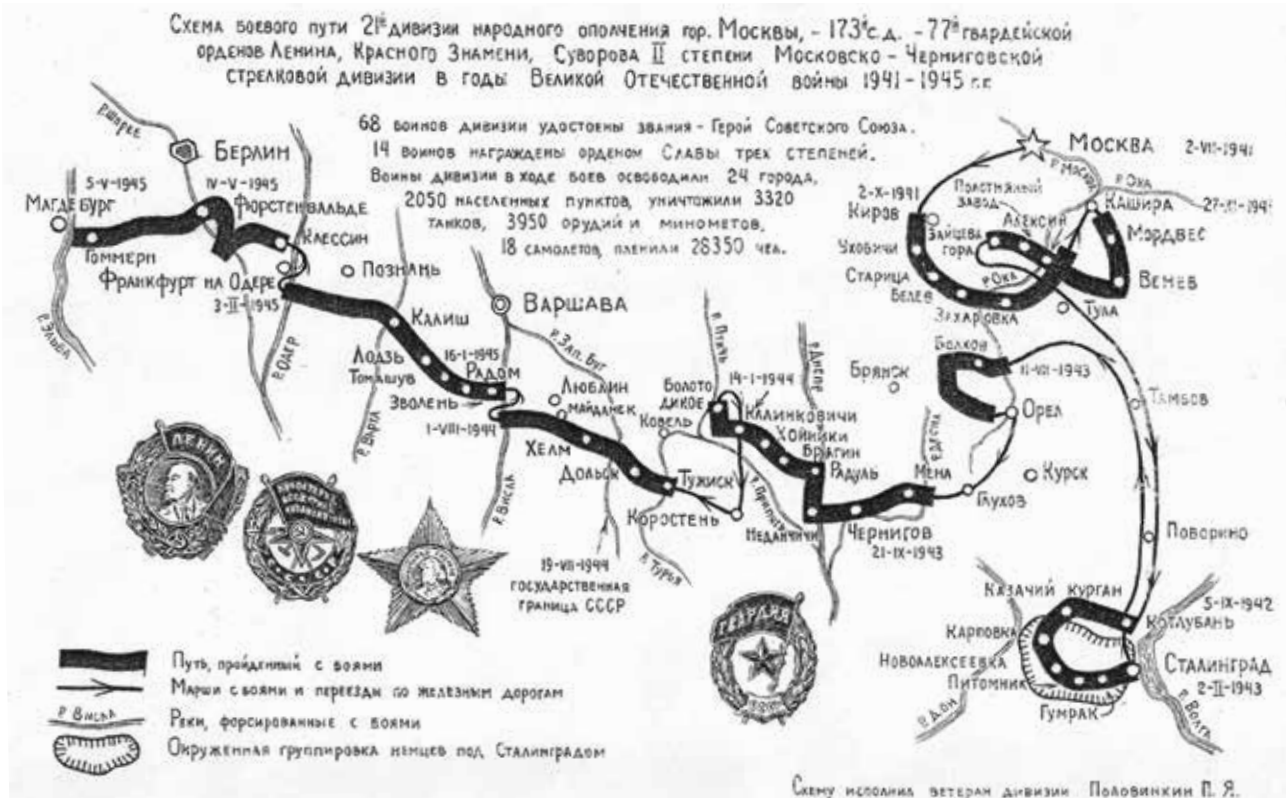 Схема боевого пути 21й дивизии народного ополчения гор. Москвы, - 173й с.д. - 77й гвардейской
орденов Ленина, Красного Знамени, Суворова II степени Московско - Черниговской
стрелковой дивизии в годы Великой Отечественной войны 1941-1945 г.г
68 воинов дивизии удостоены звания - Герой Советского Союза.
14 воинов награждены орденом Славы трех степеней.
Воины дивизии в ходе боев освободили 24 города,
2050 населенных пунктов, уничтожили 3320
танков, 3950 орудий и минометов,
18 самолетов, пленили 28350 чел.
Москва
2-VII-1941
р. Москва
р. Ока
Кашира
Мордвес
Венев
Тула
2-X-1941
Киров
Зайцева
гора
завод
Алексин
Уховичи
Старица
Белев
р. Ока
Захаровка
Берлин
5-V-1945
IV-V-1945
Магдебург
Фюрстенвальде
Клессин
Гоммерн
Франкфурт на Одере
3-II-1945
р. Эльба
р. Одер
Познань
Варшава
Калиш
Лодзь
Томашув
16-I-1945
Радом
Зволень
1-VIII-1944
р. Варта
р. Висла
р. Зап. Буг
Люблин
Майданек
Хелм
Дольск
Ковель
Тужиск
Коростень
р. Турья
19-VII-1944
государственная
граница СССР
р. Птичь
р. Днепр
Болото
дикое
14-I-1944
Калинковичи
Хойники
Брагин
Радуль
р. Припять
Неданчичи
Чернигов
21-IX-1943
Мена
р. Десна
Глухов
Курск
Орел
Брянск
Болхов
11-VII-1943
Тамбов
Поворино
Казачий курган
5-IX-1942
Котлубань
Карповка
Новоалексеевка
Питомник
Гумрак
Сталинград
2-II-1943
р. Дон
р. Волга
ЛЕНИН
ГВАРДИЯ
Путь, пройденный с боями
Марши с боями и переезды по железным дорогам
р. Висла
Реки, форсированные с боями
Окруженная группировка немцев под Сталинградом
Схему исполнил ветеран дивизии Половинкин П. Я.